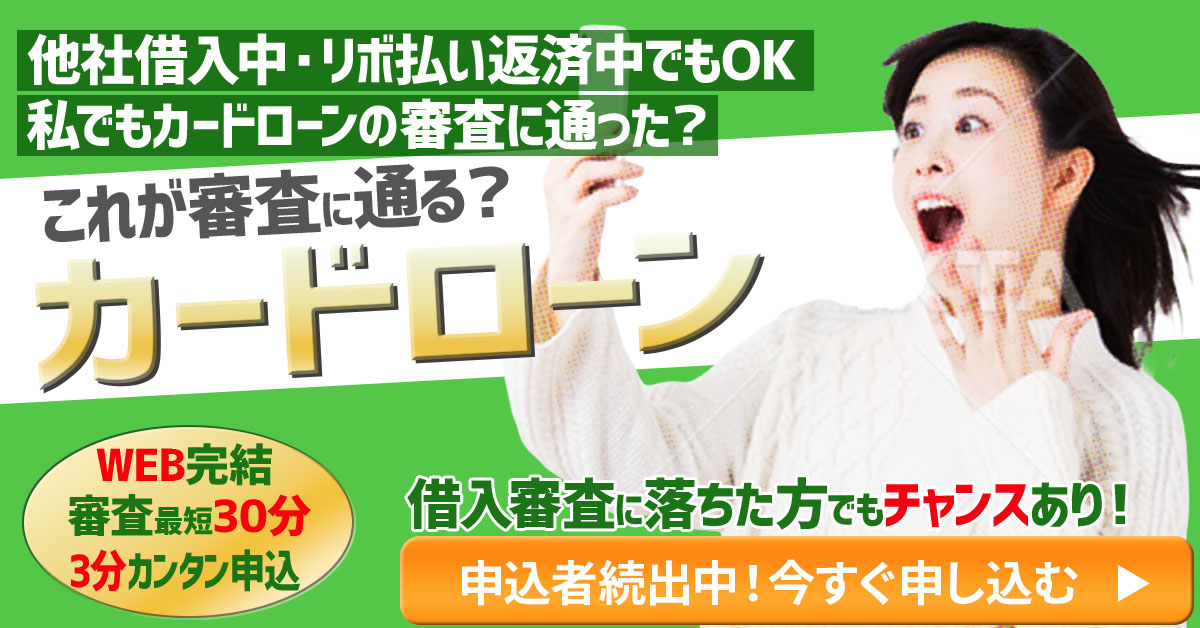 他社借入中・リボ払い返済中でもOK
私でもカードローンの審査に通った？
これが審査に通る？
カードローン
WEB完結
審査最短30分
3分カンタン申込
借入審査に落ちた方でもチャンスあり！
申込者続出中！今すぐ申し込む ▶
TA